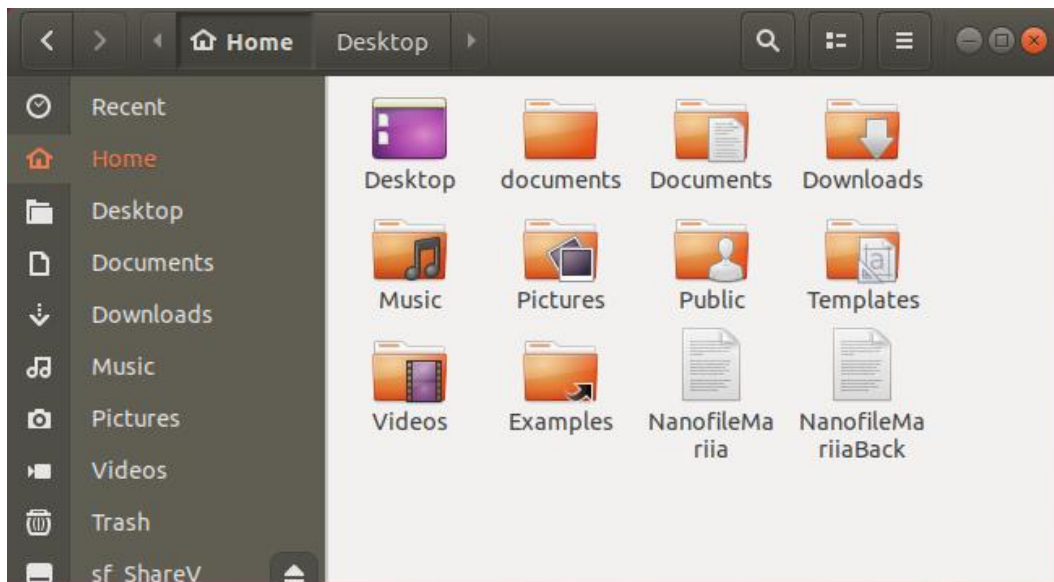 Home Desktop
Recent
Home
Desktop
Documents
Downloads
Music
Pictures
Videos
Trash
sf_ShareV
Desktop documents Documents Downloads
Music Pictures Public Templates
Videos Examples NanofileMa NanofileMa
riia riiaBack